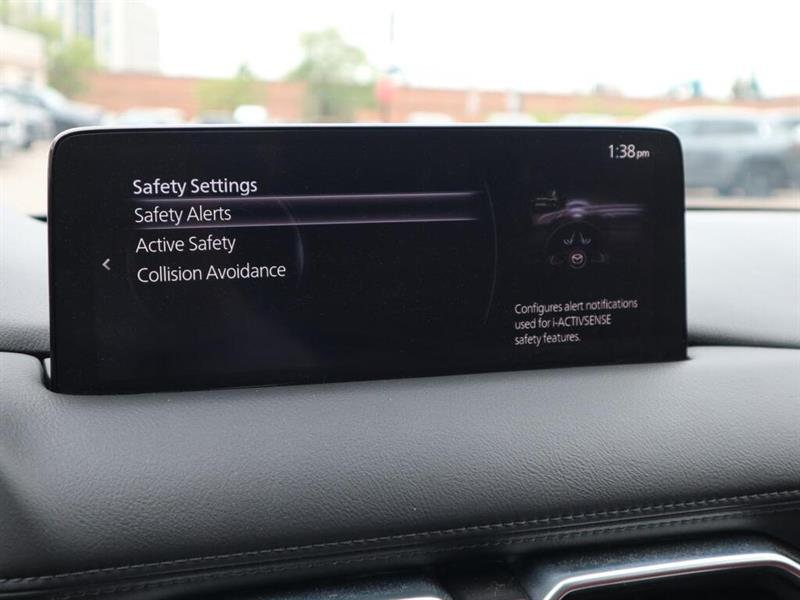 1:38pm
Safety Settings
Safety Alerts
Active Safety
Collision Avoidance
Configures alert notifications
used for i-ACTIVSENSE
safety features.